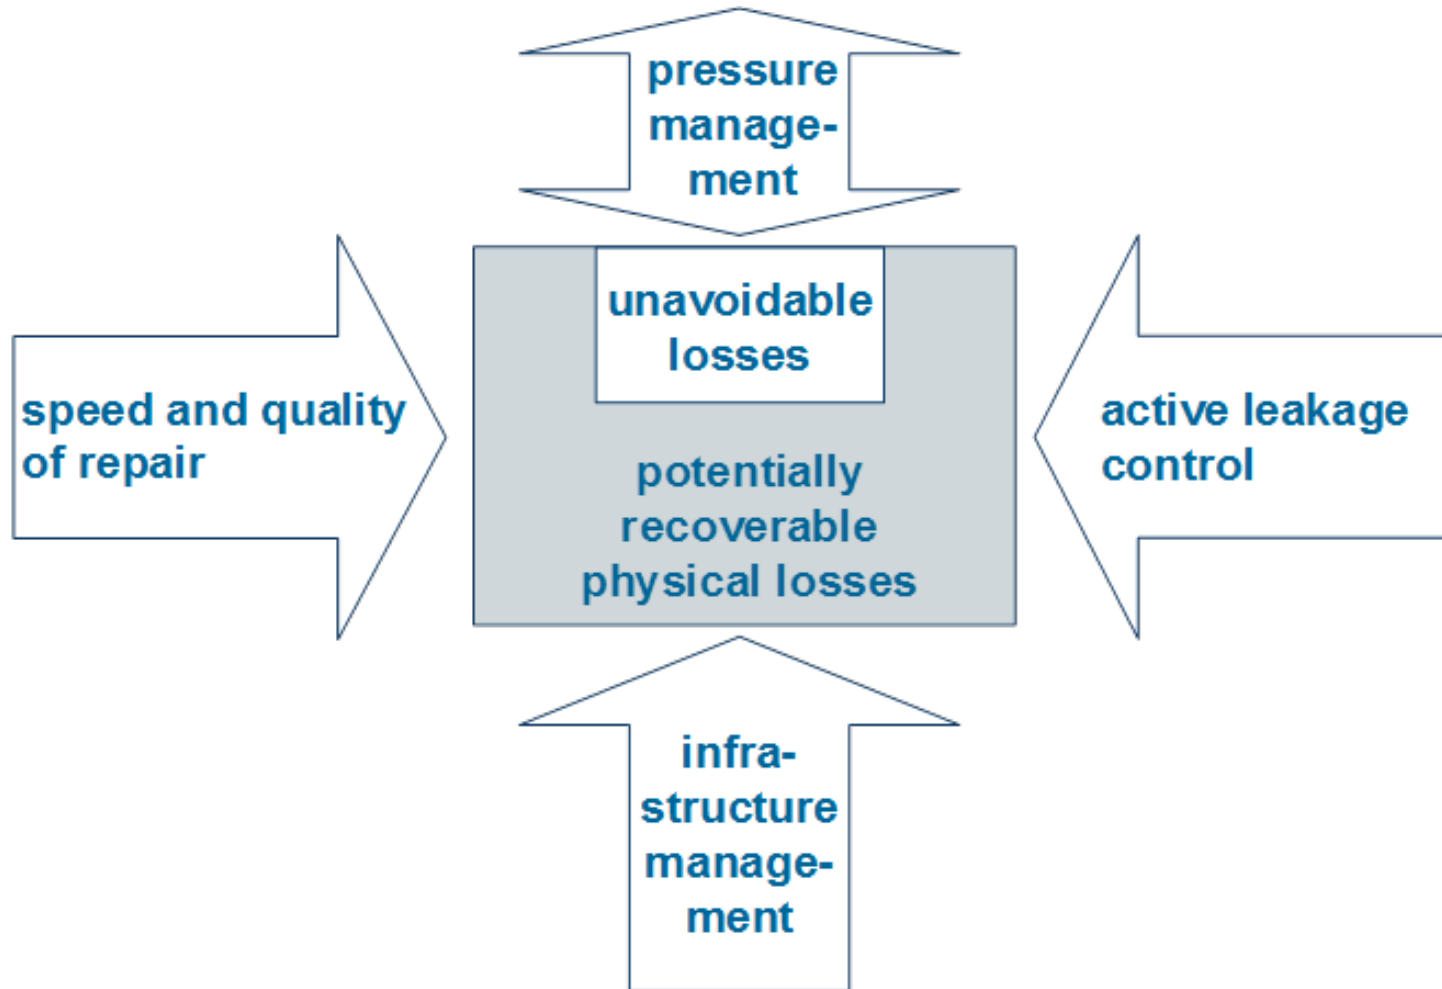 pressure
manage-
ment
unavoidable
losses
speed and quality
of repair
active leakage
control
potentially
recoverable
physical losses
infra-
structure
manage-
ment